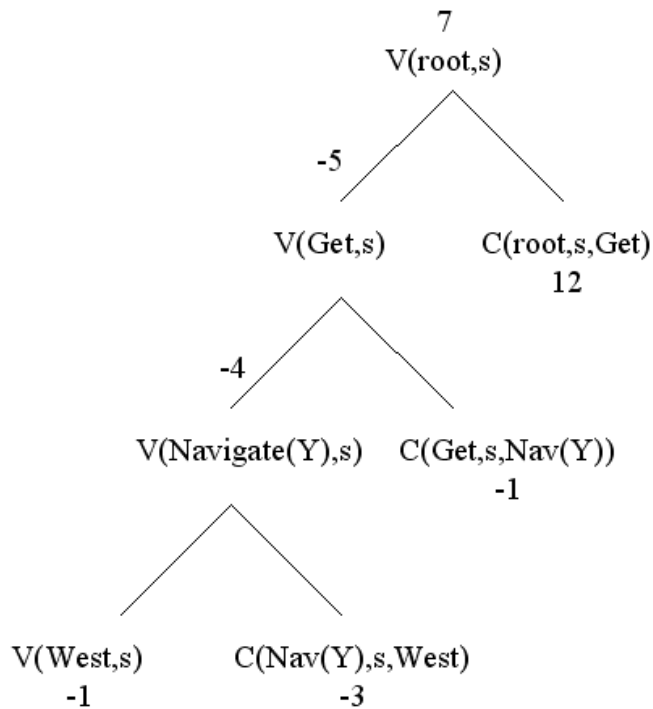 7
V(root,s)
-5
V(Get,s) C(root,s,Get)
12
-4
V(Navigate(Y),s) C(Get,s,Nav(Y))
-1
V(West,s) C(Nav(Y),s,West)
-1 -3